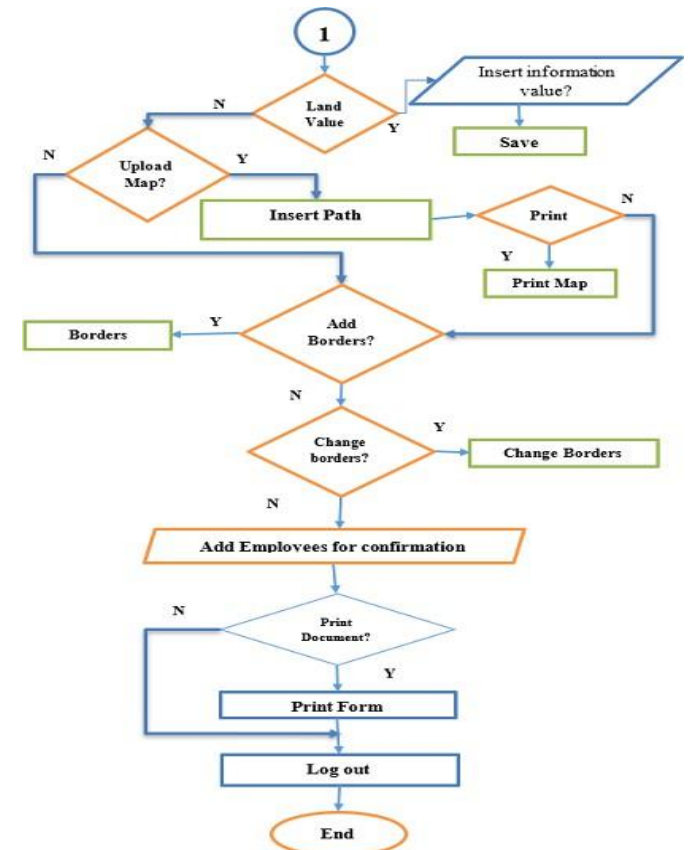 1
Insert information
value?
N
Land
Value
Y
Save
N
Upload
Map?
Y
Insert Path
Print
N
Y
Print Map
Borders
Y
Add
Borders?
N
Change
borders?
Y
Change Borders
N
Add Employees for confirmation
N
Print
Document?
Y
Print Form
Log out
End